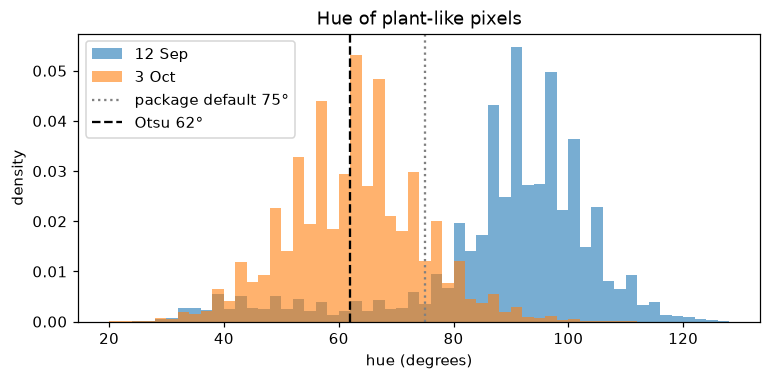 Hue of plant-like pixels
12 Sep
3 Oct
package default 75°
Otsu 62°
density
0.05
0.04
0.03
0.02
0.01
0.00
20 40 60 80 100 120
hue (degrees)